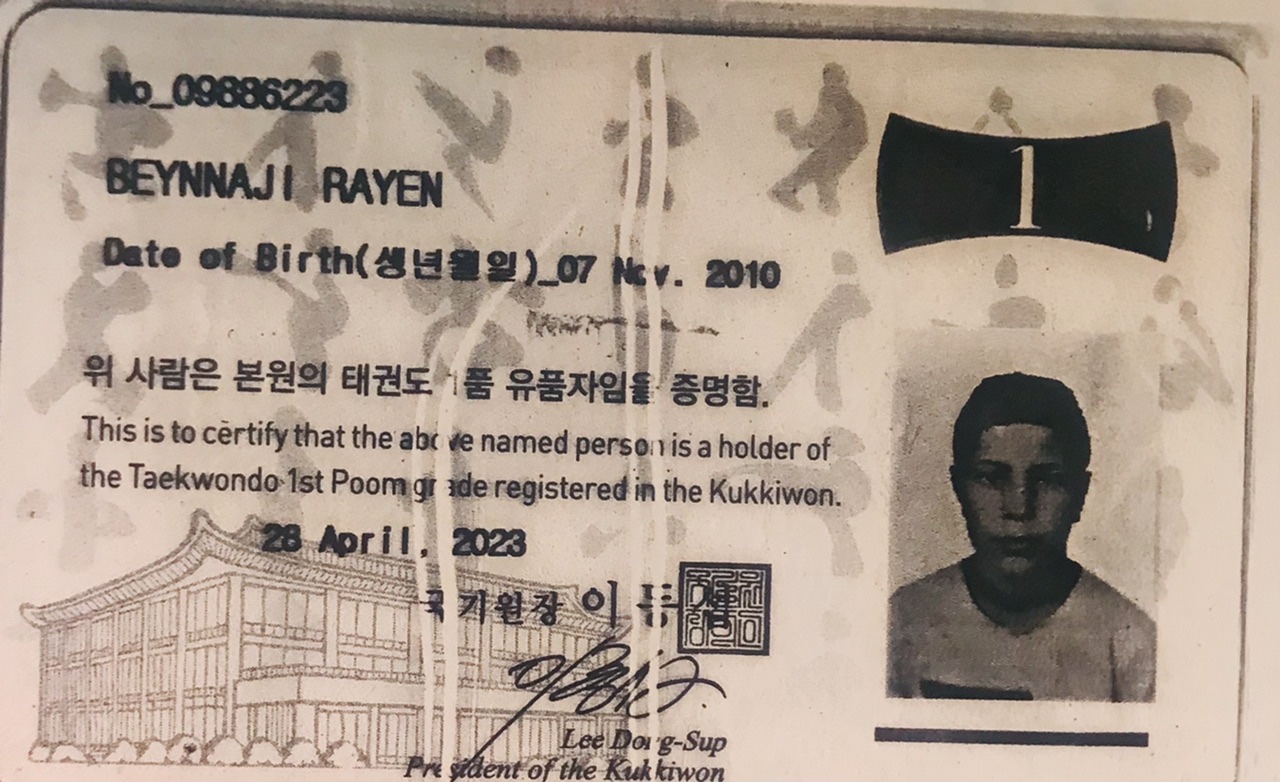 No_09886223
1
BEYNNAJI RAYEN
Date of Birth(생년월일)_07 Nov. 2010
위 사람은 본원의 태권도 1품 유품자임을 증명함.
This is to certify that the above named person is a holder of
the Taekwondo 1st Poom grade registered in the Kukkiwon.
28 April, 2023
국기원장 이
Lee Dong-Sup
President of the Kukkiwon